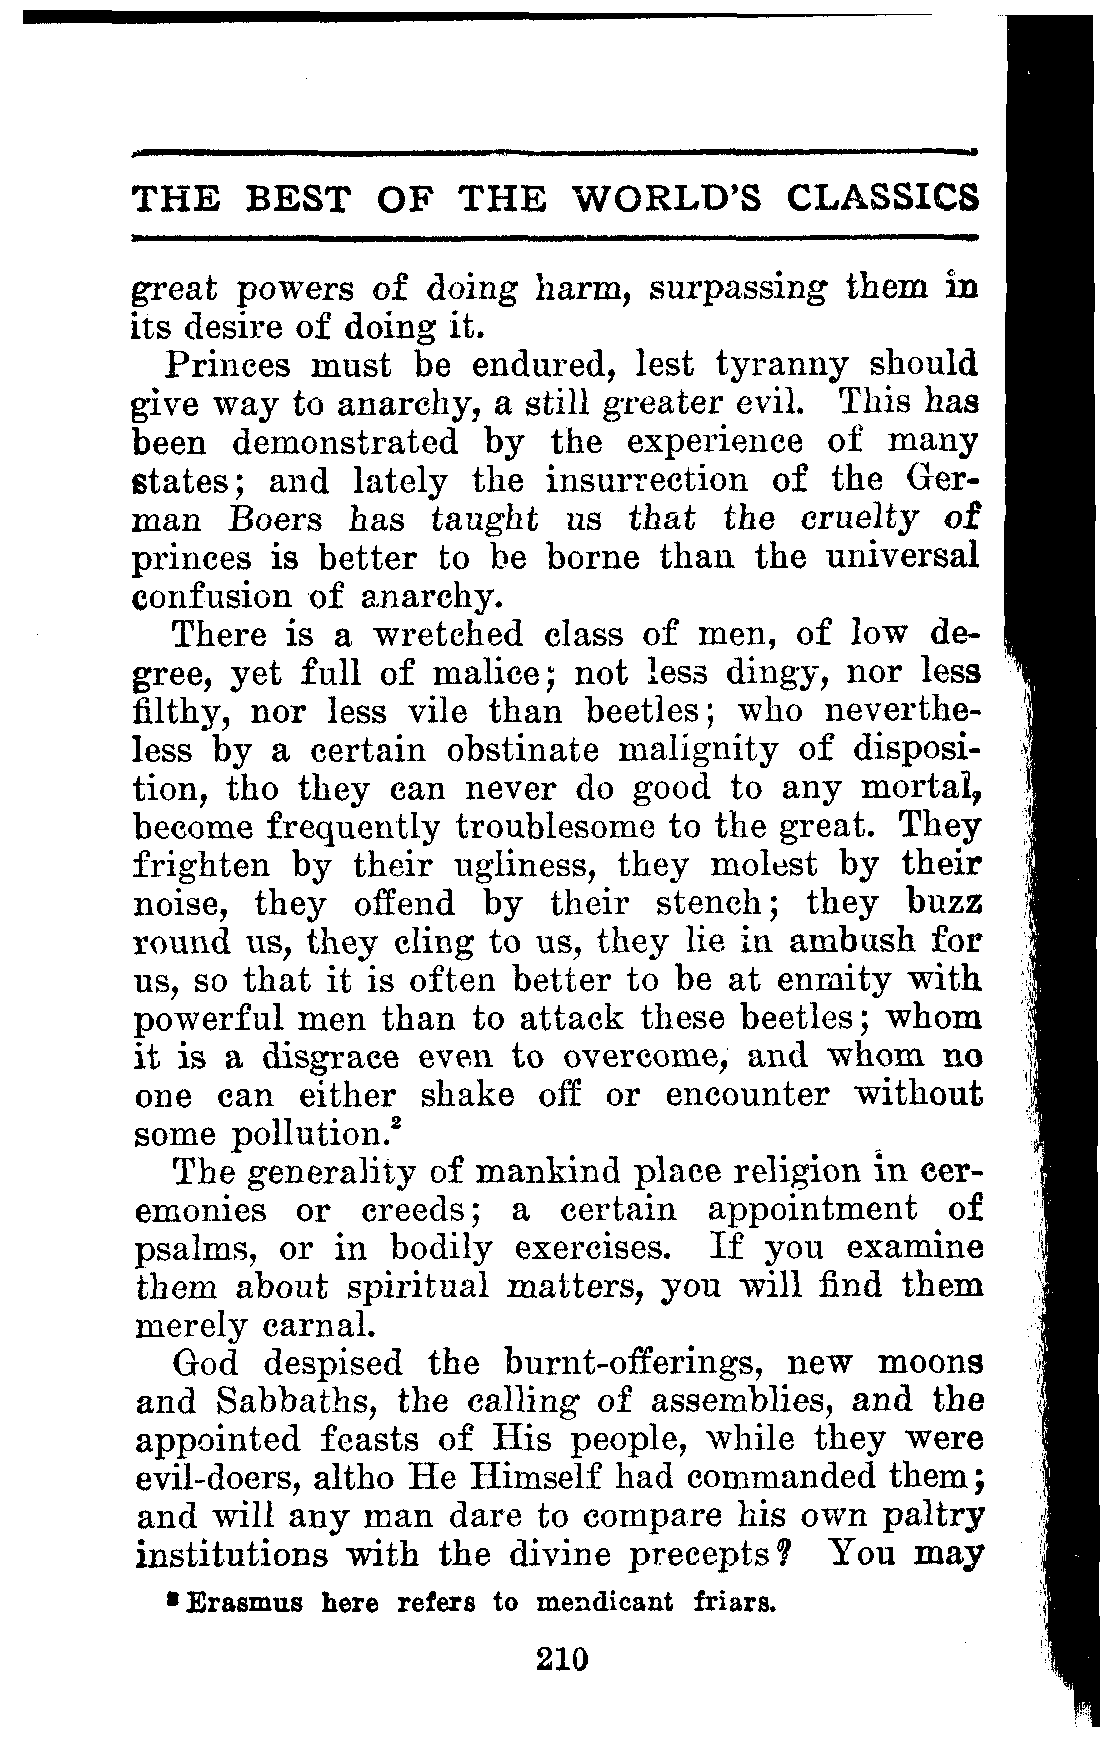 THE BEST OF THE WORLD'S CLASSICS
great powers of doing harm, surpassing them in
its desire of doing it.
Princes must be endured, lest tyranny should
give way to anarchy, a still greater evil. This has
been demonstrated by the experience of many
states; and lately the insurrection of the Ger-
man Boers has taught us that the cruelty of
princes is better to be borne than the universal
confusion of anarchy.
There is a wretched class of men, of low de-
gree, yet full of malice; not less dingy, nor less
filthy, nor less vile than beetles; who neverthe-
less by a certain obstinate malignity of disposi-
tion, tho they can never do good to any mortal,
become frequently troublesome to the great. They
frighten by their ugliness, they molest by their
noise, they offend by their stench; they buzz
round us, they cling to us, they lie in ambush for
us, so that it is often better to be at enmity with
powerful men than to attack these beetles; whom
it is a disgrace even to overcome, and whom no
one can either shake off or encounter without
some pollution.²
The generality of mankind place religion in cer-
emonies or creeds; a certain appointment of
psalms, or in bodily exercises. If you examine
them about spiritual matters, you will find them
merely carnal.
God despised the burnt-offerings, new moons
and Sabbaths, the calling of assemblies, and the
appointed feasts of His people, while they were
evil-doers, altho He Himself had commanded them;
and will any man dare to compare his own paltry
institutions with the divine precepts? You may
² Erasmus here refers to mendicant friars.
210